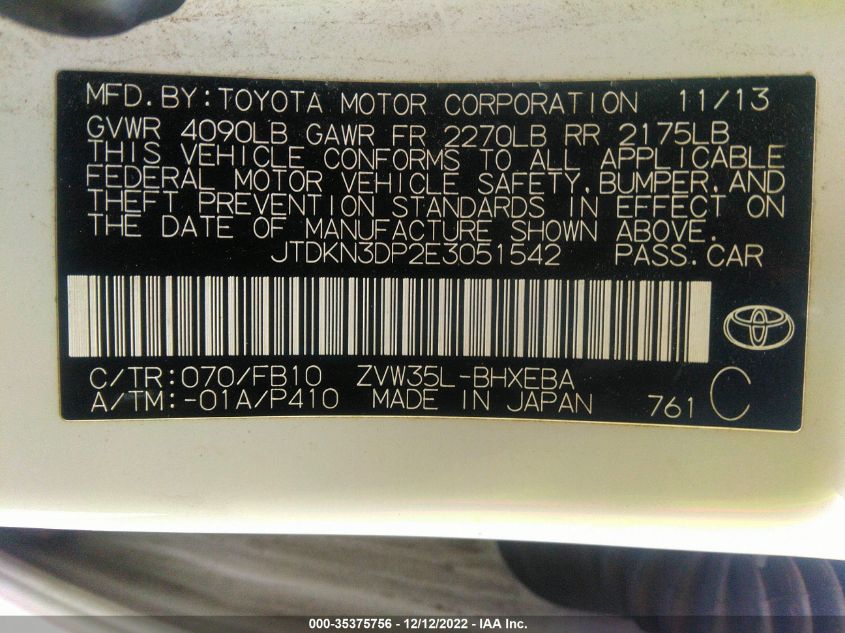 MFD.BY:TOYOTA MOTOR CORPORATION 11/13
GVWR 4090LB GAWR FR 2270LB RR 2175LB
THIS VEHICLE CONFORMS TO ALL APPLICABLE
FEDERAL MOTOR VEHICLE SAFETY,BUMPER,AND
THEFT PREVENTION STANDARDS IN EFFECT ON
THE DATE OF MANUFACTURE SHOWN ABOVE.
JTDKN3DP2E3051542 PASS.CAR
C/TR:070/FB10 ZVW35L-BHXEBA
A/TM:-01A/P410 MADE IN JAPAN 761 C
000-35375756 - 12/12/2022 - IAA Inc.